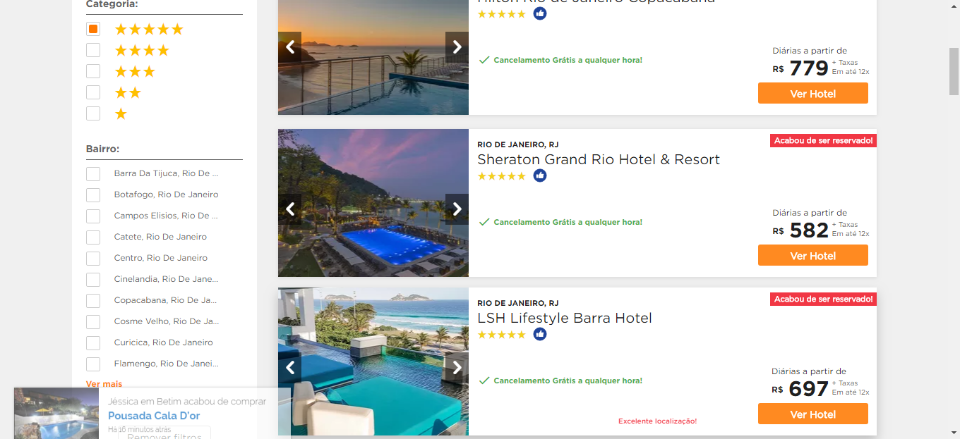 Categoria:
Bairro:
Barra Da Tijuca, Rio De ...
Botafogo, Rio De Janeiro
Campos Elisios, Rio De ...
Catete, Rio De Janeiro
Centro, Rio De Janeiro
Cinelandia, Rio De Jane...
Copacabana, Rio De Ja...
Cosme Velho, Rio De Ja...
Curicica, Rio De Janeiro
Flamengo, Rio De Janei...
Ver mais
Jéssica em Betim acabou de comprar
Pousada Cala D'or
Há 16 minutos atrás
Remover filtros
Hilton Rio de Janeiro Copacabana
Cancelamento Grátis a qualquer hora!
Diárias a partir de
R$ 779 + Taxas
Em até 12x
Ver Hotel
Acabou de ser reservado!
RIO DE JANEIRO, RJ
Sheraton Grand Rio Hotel & Resort
Cancelamento Grátis a qualquer hora!
Diárias a partir de
R$ 582 + Taxas
Em até 12x
Ver Hotel
Acabou de ser reservado!
RIO DE JANEIRO, RJ
LSH Lifestyle Barra Hotel
Cancelamento Grátis a qualquer hora!
Excelente localização!
Diárias a partir de
R$ 697 + Taxas
Em até 12x
Ver Hotel